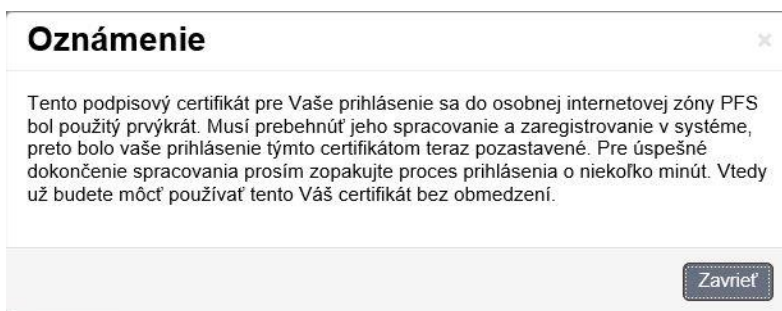 Oznámenie
Tento podpisový certifikát pre Vaše prihlásenie sa do osobnej internetovej zóny PFS
bol použitý prvýkrát. Musí prebehnúť jeho spracovanie a zaregistrovanie v systéme,
preto bolo vaše prihlásenie týmto certifikátom teraz pozastavené. Pre úspešné
dokončenie spracovania prosím zopakujte proces prihlásenia o niekoľko minút. Vtedy
už budete môcť používať tento Váš certifikát bez obmedzení.
Zavrieť